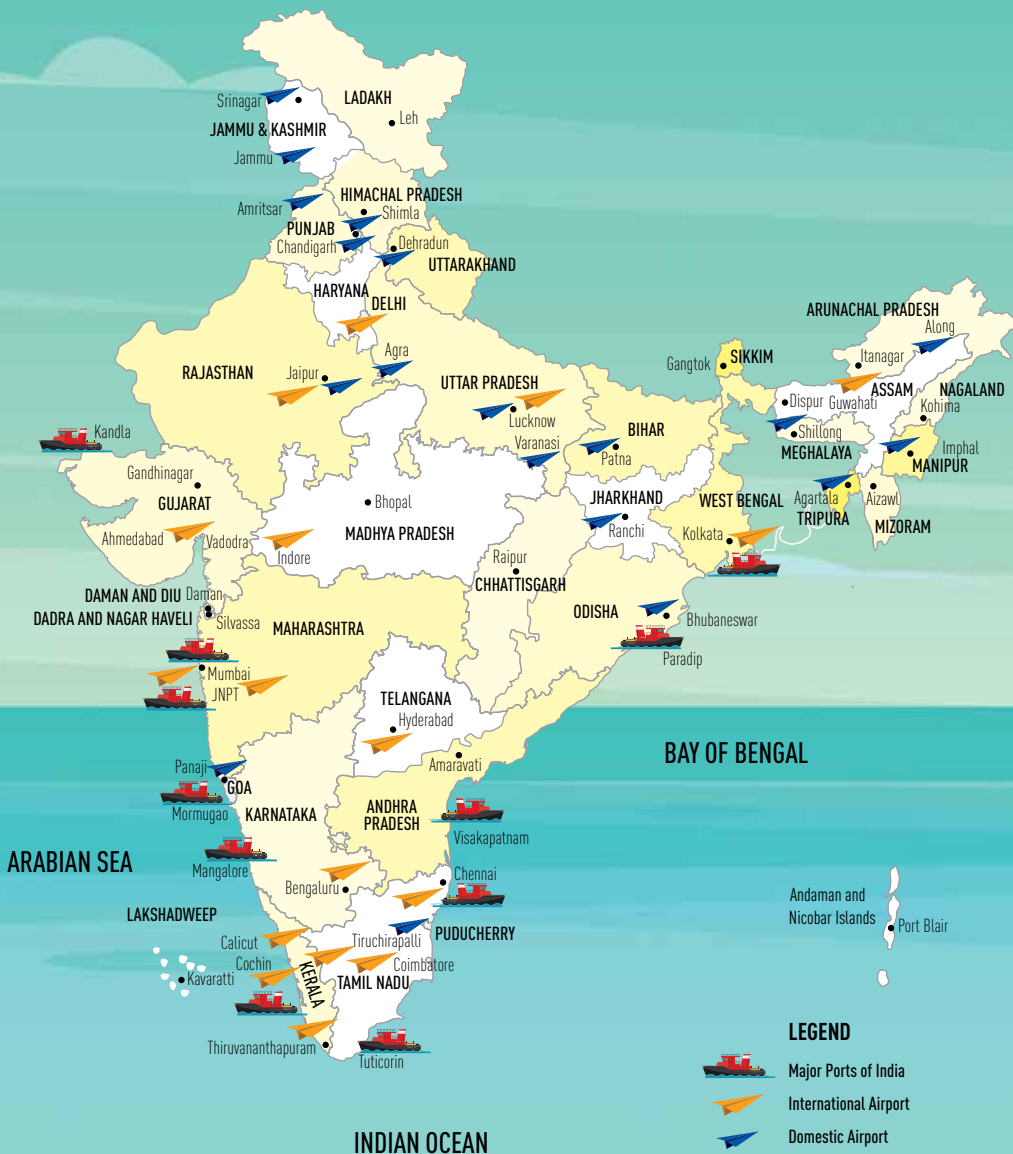 LADAKH
Srinagar
Leh
JAMMU & KASHMIR
Jammu
HIMACHAL PRADESH
Amritsar
Shimla
PUNJAB
Chandigarh
Dehradun
UTTARAKHAND
HARYANA
DELHI
ARUNACHAL PRADESH
Along
Agra
Itanagar
SIKKIM
Gangtok
RAJASTHAN
Jaipur
UTTAR PRADESH
ASSAM
NAGALAND
Dispur
Guwahati
Kohima
Lucknow
BIHAR
Shillong
Kandla
Varanasi
Patna
MEGHALAYA
Imphal
MANIPUR
Gandhinagar
JHARKHAND
WEST BENGAL
Agartala
Aizawl
GUJARAT
Bhopal
TRIPURA
MIZORAM
MADHYA PRADESH
Ranchi
Kolkata
Ahmedabad
Vadodra
Indore
Raipur
CHHATTISGARH
DAMAN AND DIU
Daman
DADRA AND NAGAR HAVELI
Silvassa
MAHARASHTRA
ODISHA
Bhubaneswar
Paradip
Mumbai
JNPT
TELANGANA
Hyderabad
BAY OF BENGAL
Amaravati
Panaji
GOA
Mormugao
KARNATAKA
ANDHRA
PRADESH
Visakapatnam
ARABIAN SEA
Mangalore
Chennai
Bengaluru
Andaman and
Nicobar Islands
Port Blair
LAKSHADWEEP
PUDUCHERRY
Calicut
Tiruchirapalli
Cochin
Coimbatore
Kavaratti
KERALA
TAMIL NADU
Thiruvananthapuram
Tuticorin
LEGEND
Major Ports of India
International Airport
Domestic Airport
INDIAN OCEAN